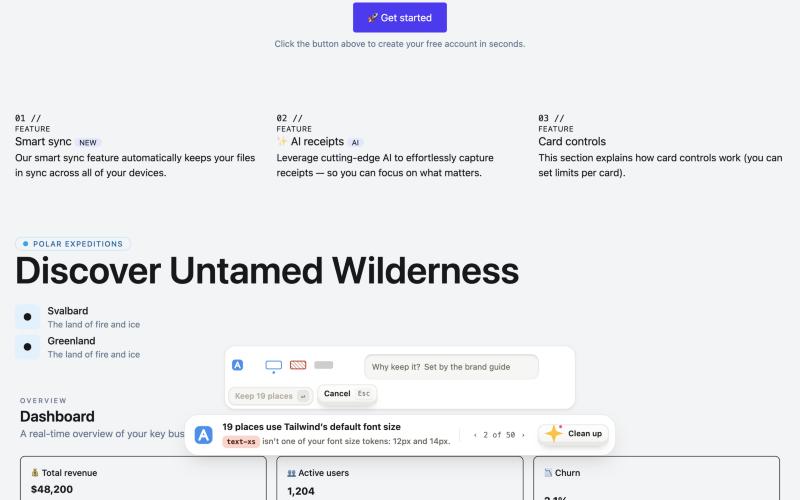 🚀 Get started
Click the button above to create your free account in seconds.
01 //
FEATURE
Smart sync NEW
Our smart sync feature automatically keeps your files
in sync across all of your devices.
02 //
FEATURE
✨ AI receipts AI
Leverage cutting-edge AI to effortlessly capture
receipts — so you can focus on what matters.
03 //
FEATURE
Card controls
This section explains how card controls work (you can
set limits per card).
POLAR EXPEDITIONS
Discover Untamed Wilderness
Svalbard
The land of fire and ice
Greenland
The land of fire and ice
A
Why keep it? Set by the brand guide
Keep 19 places ↵
Cancel Esc
OVERVIEW
Dashboard
A real-time overview of your key bus
A
19 places use Tailwind's default font size
text-xs isn't one of your font size tokens: 12px and 14px.
‹ 2 of 50 ›
Clean up
💰 Total revenue
$48,200
👥 Active users
1,204
📉 Churn